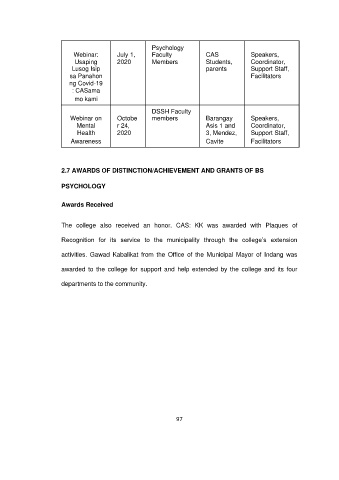 Webinar:
Usaping
Lusog Isip
sa Panahon
ng Covid-19
: CASama
mo kami
July 1,
2020
Psychology
Faculty
Members
CAS
Students,
parents
Speakers,
Coordinator,
Support Staff,
Facilitators
Webinar on
Mental
Health
Awareness
Octobe
r 24,
2020
DSSH Faculty
members
Barangay
Asis 1 and
3, Mendez,
Cavite
Speakers,
Coordinator,
Support Staff,
Facilitators
2.7 AWARDS OF DISTINCTION/ACHIEVEMENT AND GRANTS OF BS
PSYCHOLOGY
Awards Received
The college also received an honor. CAS: KK was awarded with Plaques of
Recognition for its service to the municipality through the college's extension
activities. Gawad Kabalikat from the Office of the Municipal Mayor of Indang was
awarded to the college for support and help extended by the college and its four
departments to the community.
97